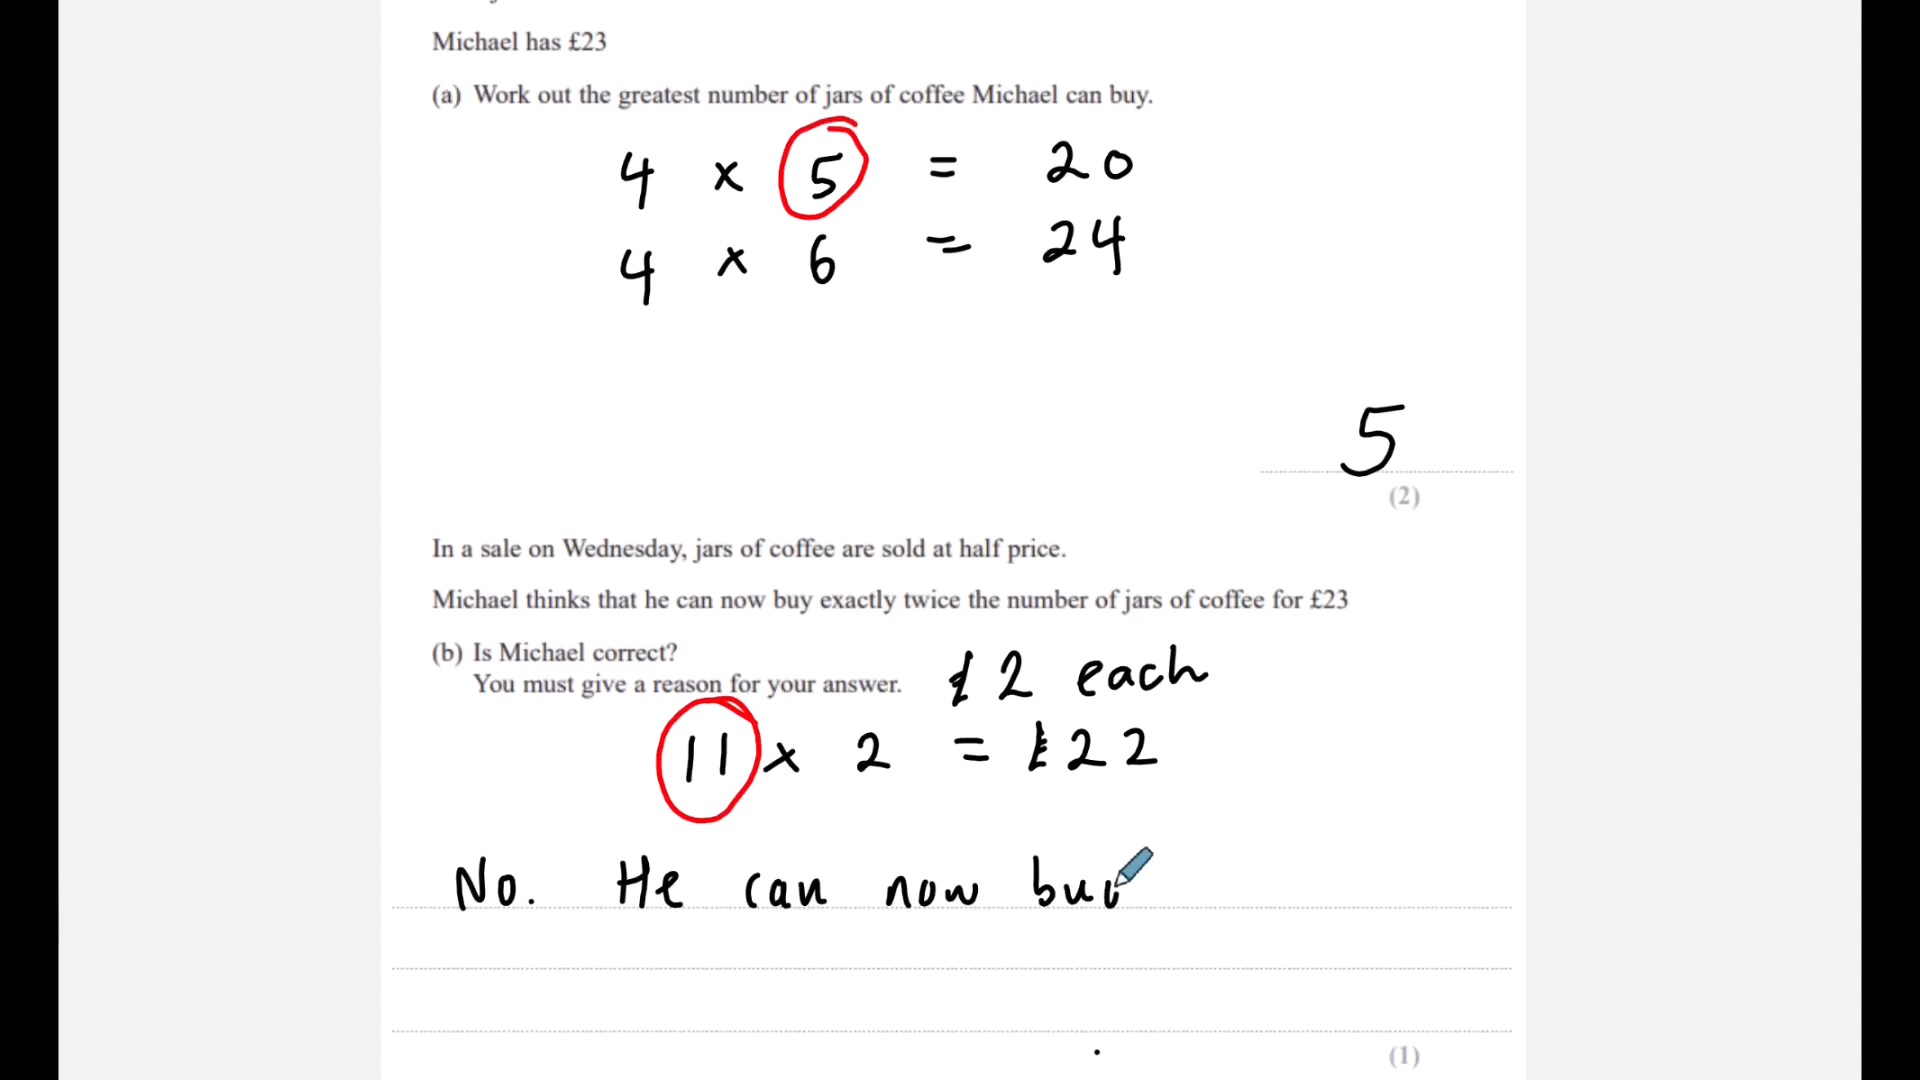 Michael has £23
(a) Work out the greatest number of jars of coffee Michael can buy.
4 × 5 = 20
4 × 6 = 24
5
(2)
In a sale on Wednesday, jars of coffee are sold at half price.
Michael thinks that he can now buy exactly twice the number of jars of coffee for £23
(b) Is Michael correct?
You must give a reason for your answer.
£2 each
11 × 2 = £22
No. He can now bu
(1)